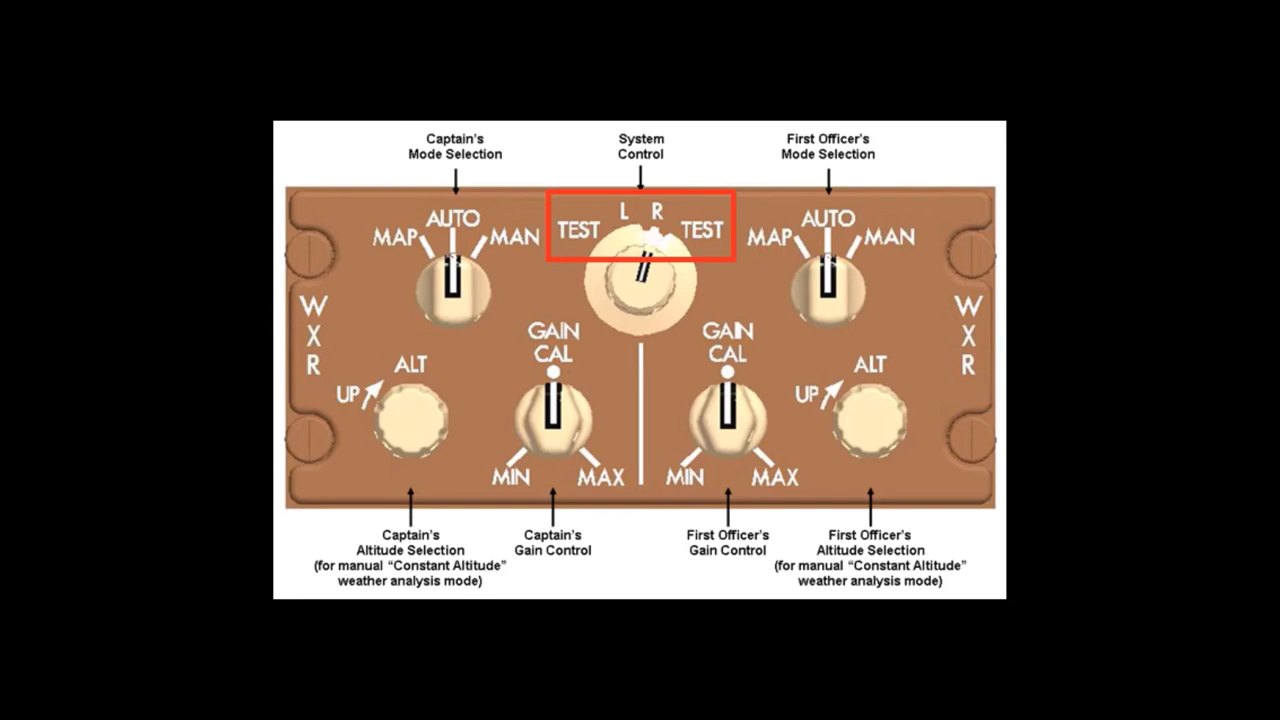 Captain's
Mode Selection
System
Control
First Officer's
Mode Selection
MAP AUTO MAN
TEST L R TEST
MAP AUTO MAN
W
X
R
W
X
R
UP ALT
GAIN
CAL
MIN MAX
GAIN
CAL
MIN MAX
UP ALT
Captain's
Altitude Selection
(for manual "Constant Altitude"
weather analysis mode)
Captain's
Gain Control
First Officer's
Gain Control
First Officer's
Altitude Selection
(for manual "Constant Altitude"
weather analysis mode)